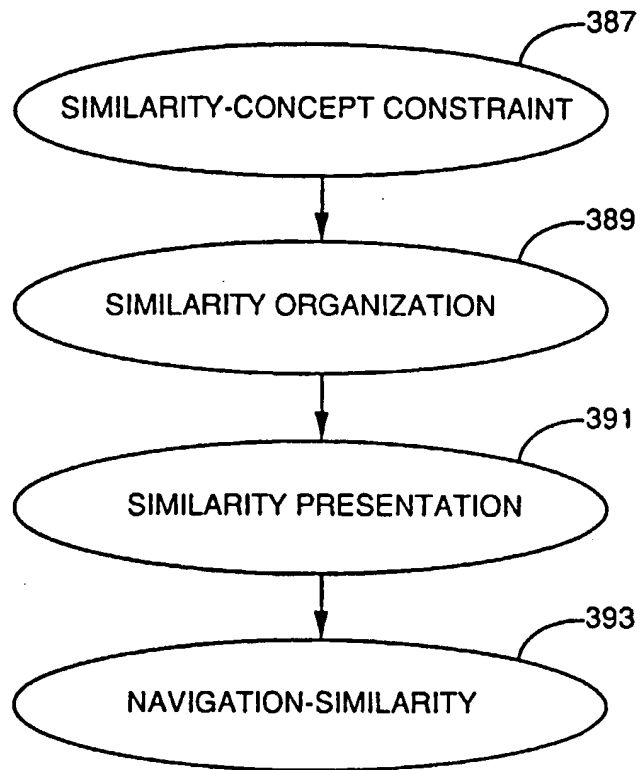 387
SIMILARITY-CONCEPT CONSTRAINT
389
SIMILARITY ORGANIZATION
391
SIMILARITY PRESENTATION
393
NAVIGATION-SIMILARITY